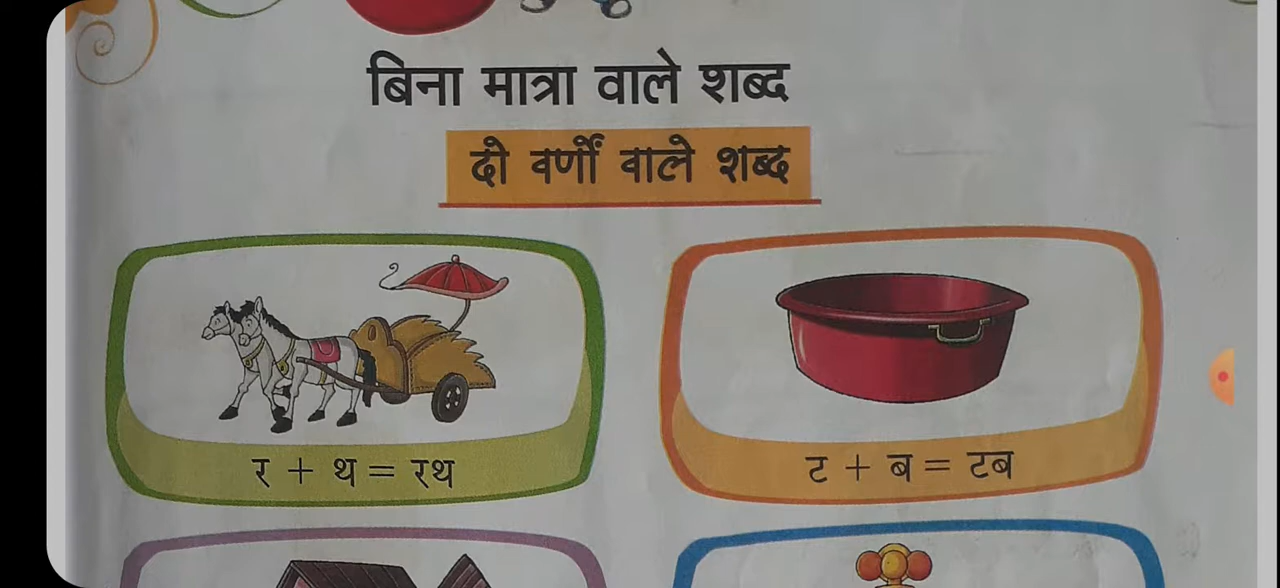 बिना मात्रा वाले शब्द
दो वर्णों वाले शब्द
र + थ = रथ
ट + ब = टब